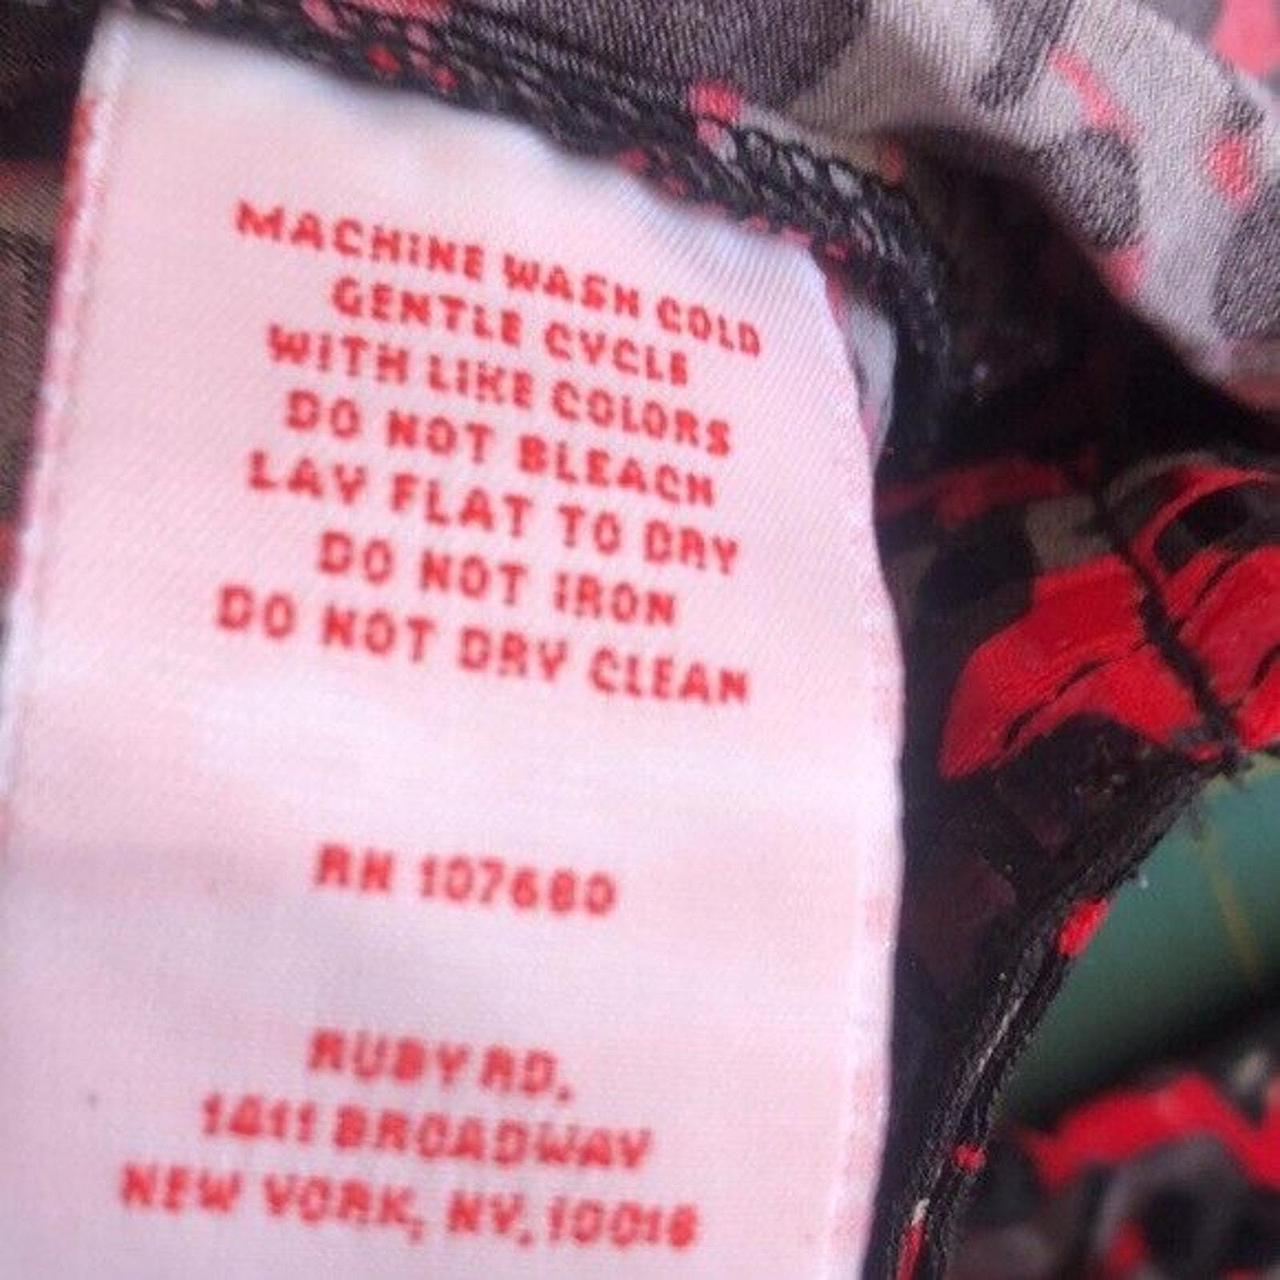 MACHINE WASH COLD
GENTLE CYCLE
WITH LIKE COLORS
DO NOT BLEACH
LAY FLAT TO DRY
DO NOT IRON
DO NOT DRY CLEAN
RN 107680
RUBY RD.
1411 BROADWAY
NEW YORK, NY, 10018